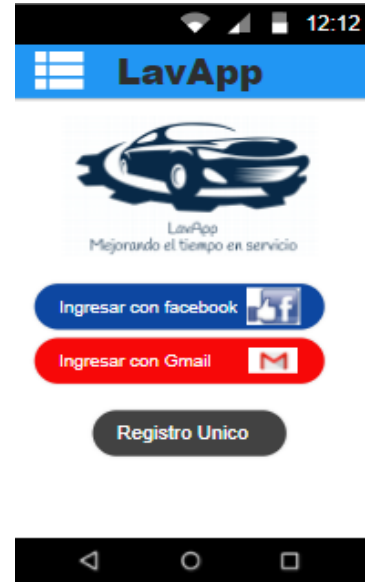 12:12
LavApp
LavApp
Mejorando el tiempo en servicio
Ingresar con facebook
f
Ingresar con Gmail
M
Registro Unico